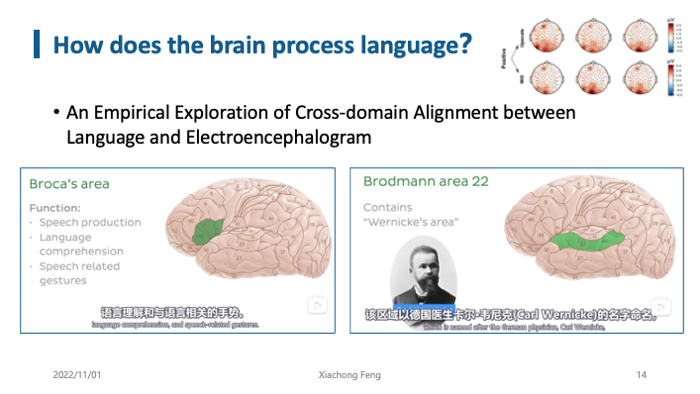 How does the brain process language?
Positive
• An Empirical Exploration of Cross-domain Alignment between
Language and Electroencephalogram
Broca's area
Function:
· Speech production
· Language
comprehension
· Speech related
gestures
语言理解和与语言相关的手势。
language comprehension, and speech-related gestures.
Brodmann area 22
Contains
"Wernicke's area"
该区域以德国医生卡尔·韦尼克(Carl Wernicke)的名字命名。
is named after the German physician, Carl Wernicke,
2022/11/01
Xiachong Feng
14